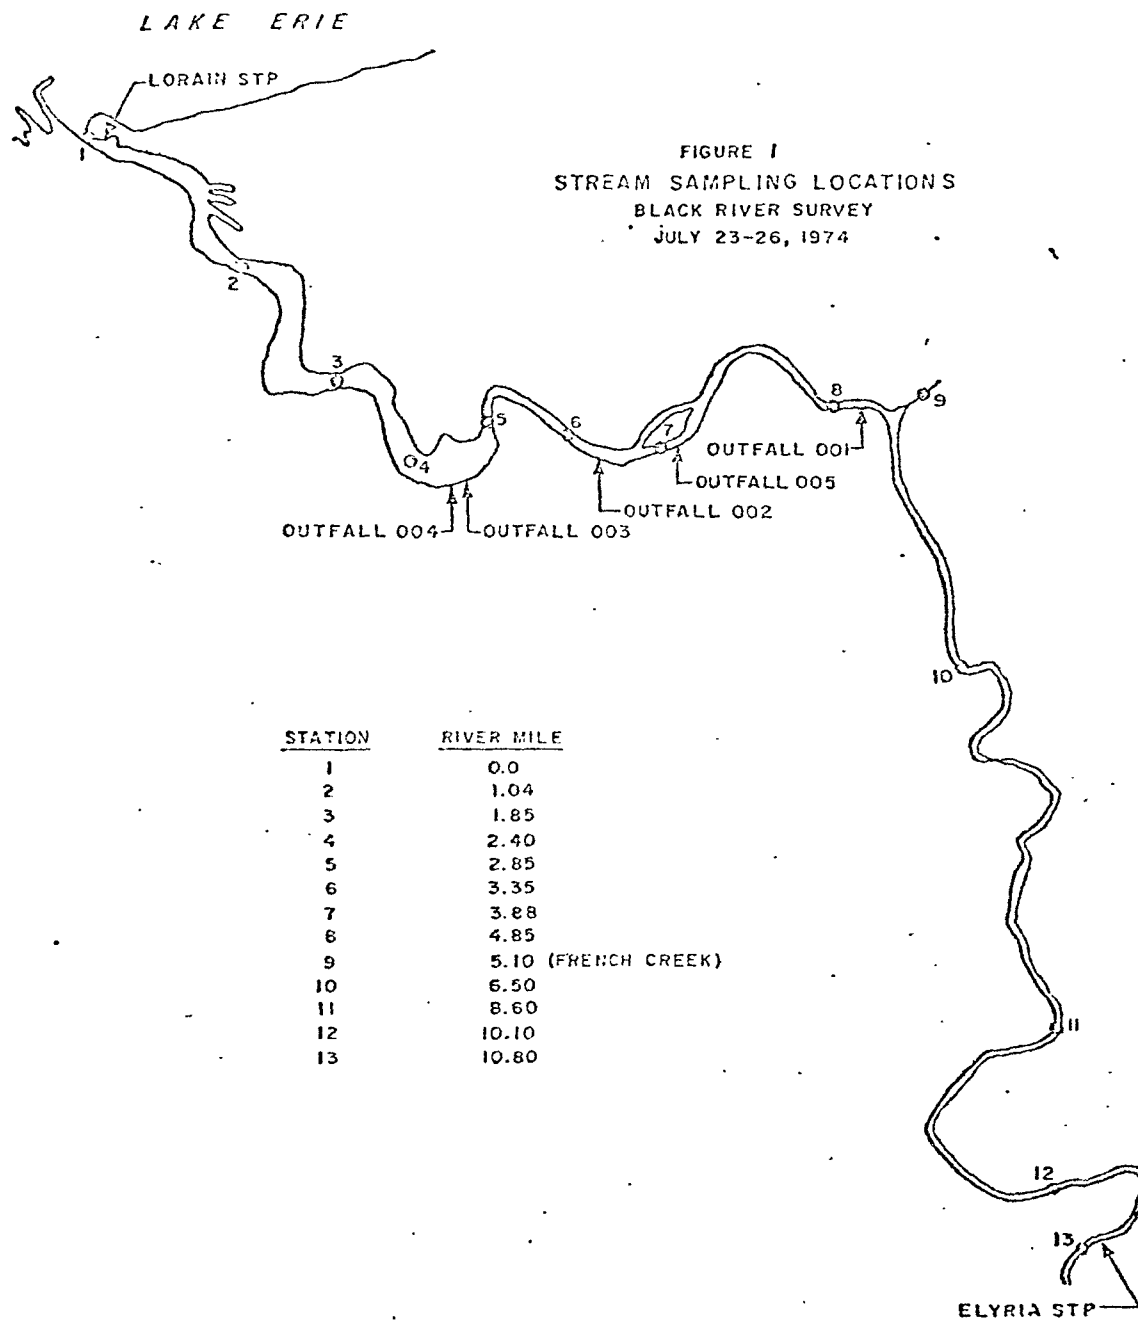 LAKE ERIE
LORAIN STP
FIGURE 1
STREAM SAMPLING LOCATIONS
BLACK RIVER SURVEY
JULY 23-26, 1974
1
2
3
4
5
6
7
8
9
OUTFALL 001
OUTFALL 005
OUTFALL 002
OUTFALL 004
OUTFALL 003
10
STATION RIVER MILE
1 0.0
2 1.04
3 1.85
4 2.40
5 2.85
6 3.35
7 3.88
8 4.85
9 5.10 (FRENCH CREEK)
10 6.50
11 8.60
12 10.10
13 10.80
11
12
13
ELYRIA STP